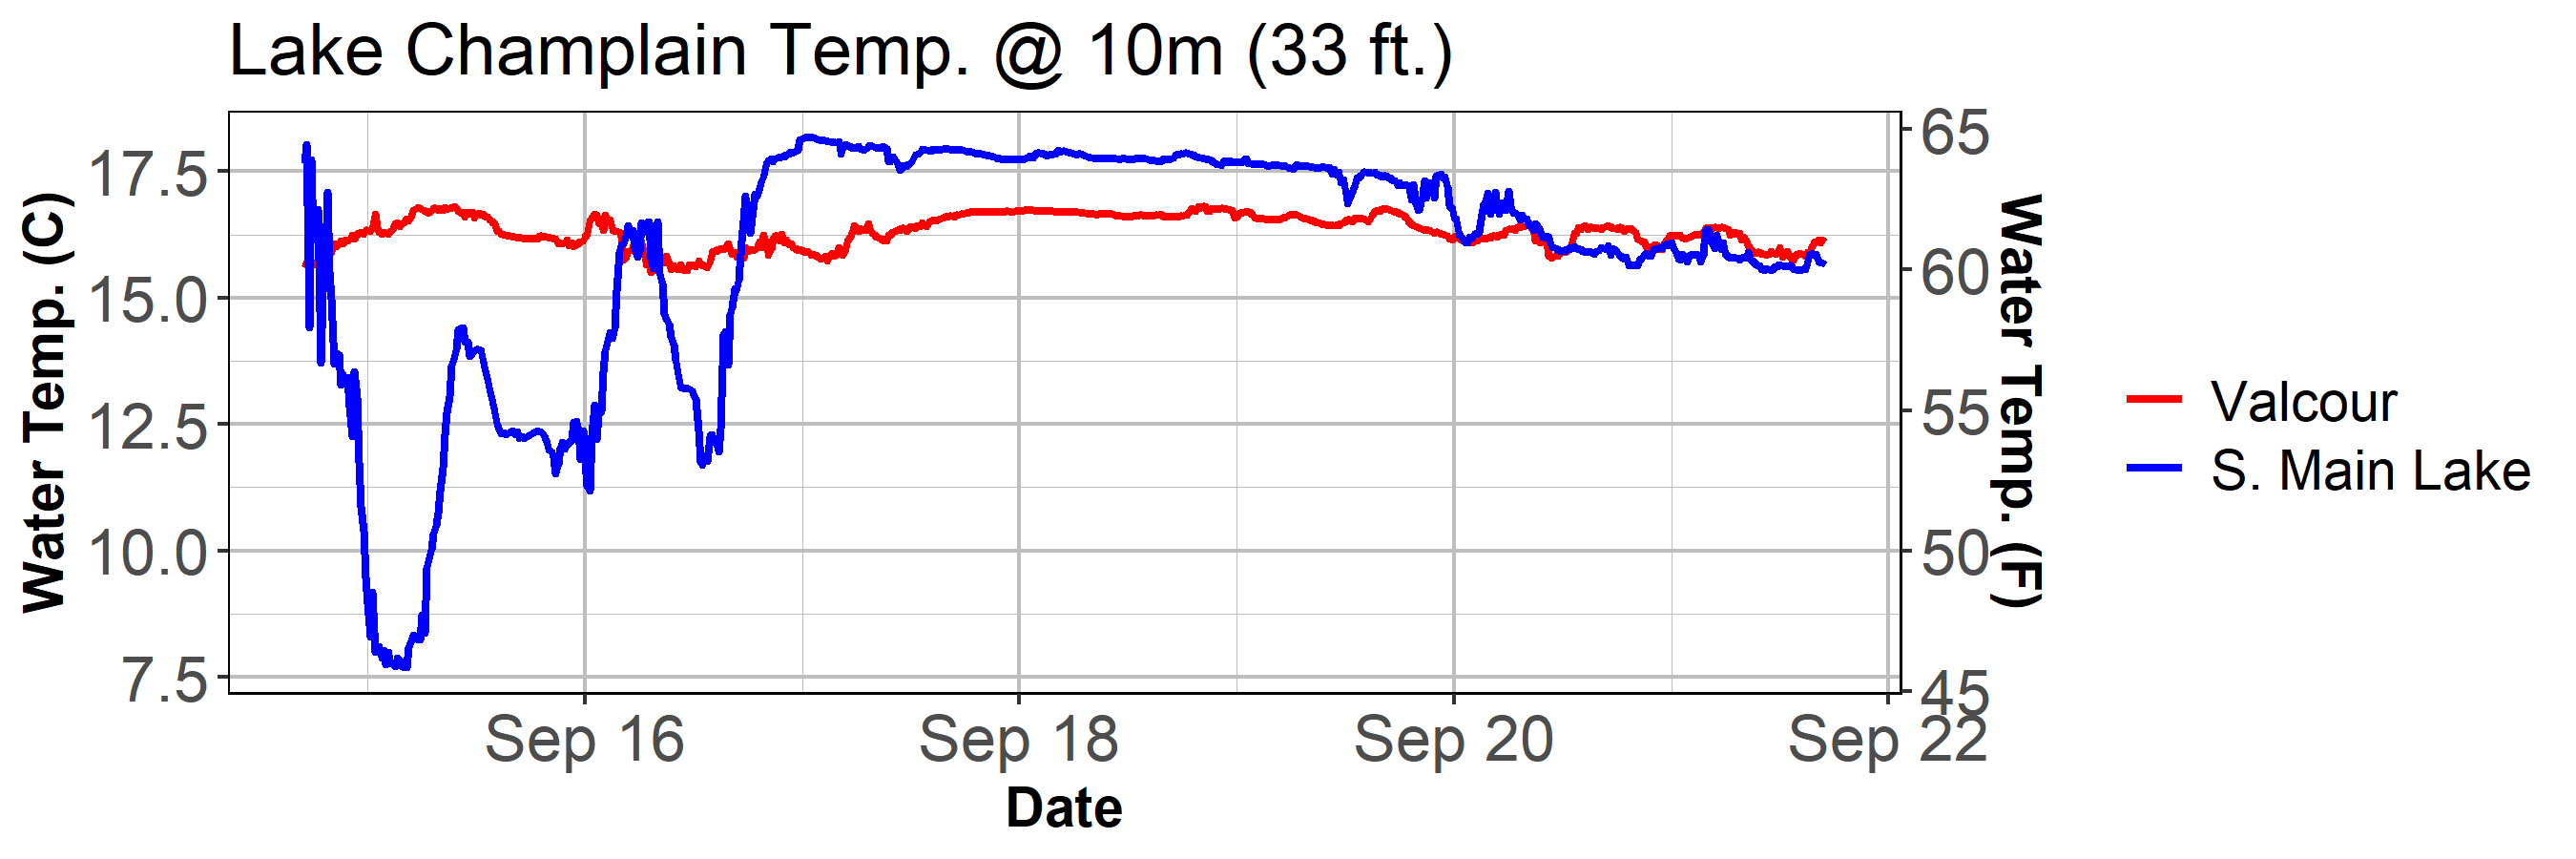 Lake Champlain Temp. @ 10m (33 ft.)
Water Temp. (C)
17.5
15.0
12.5
10.0
7.5
65
60
55
50
45
Water Temp. (F)
Sep 16
Sep 18
Sep 20
Sep 22
Date
Valcour
S. Main Lake